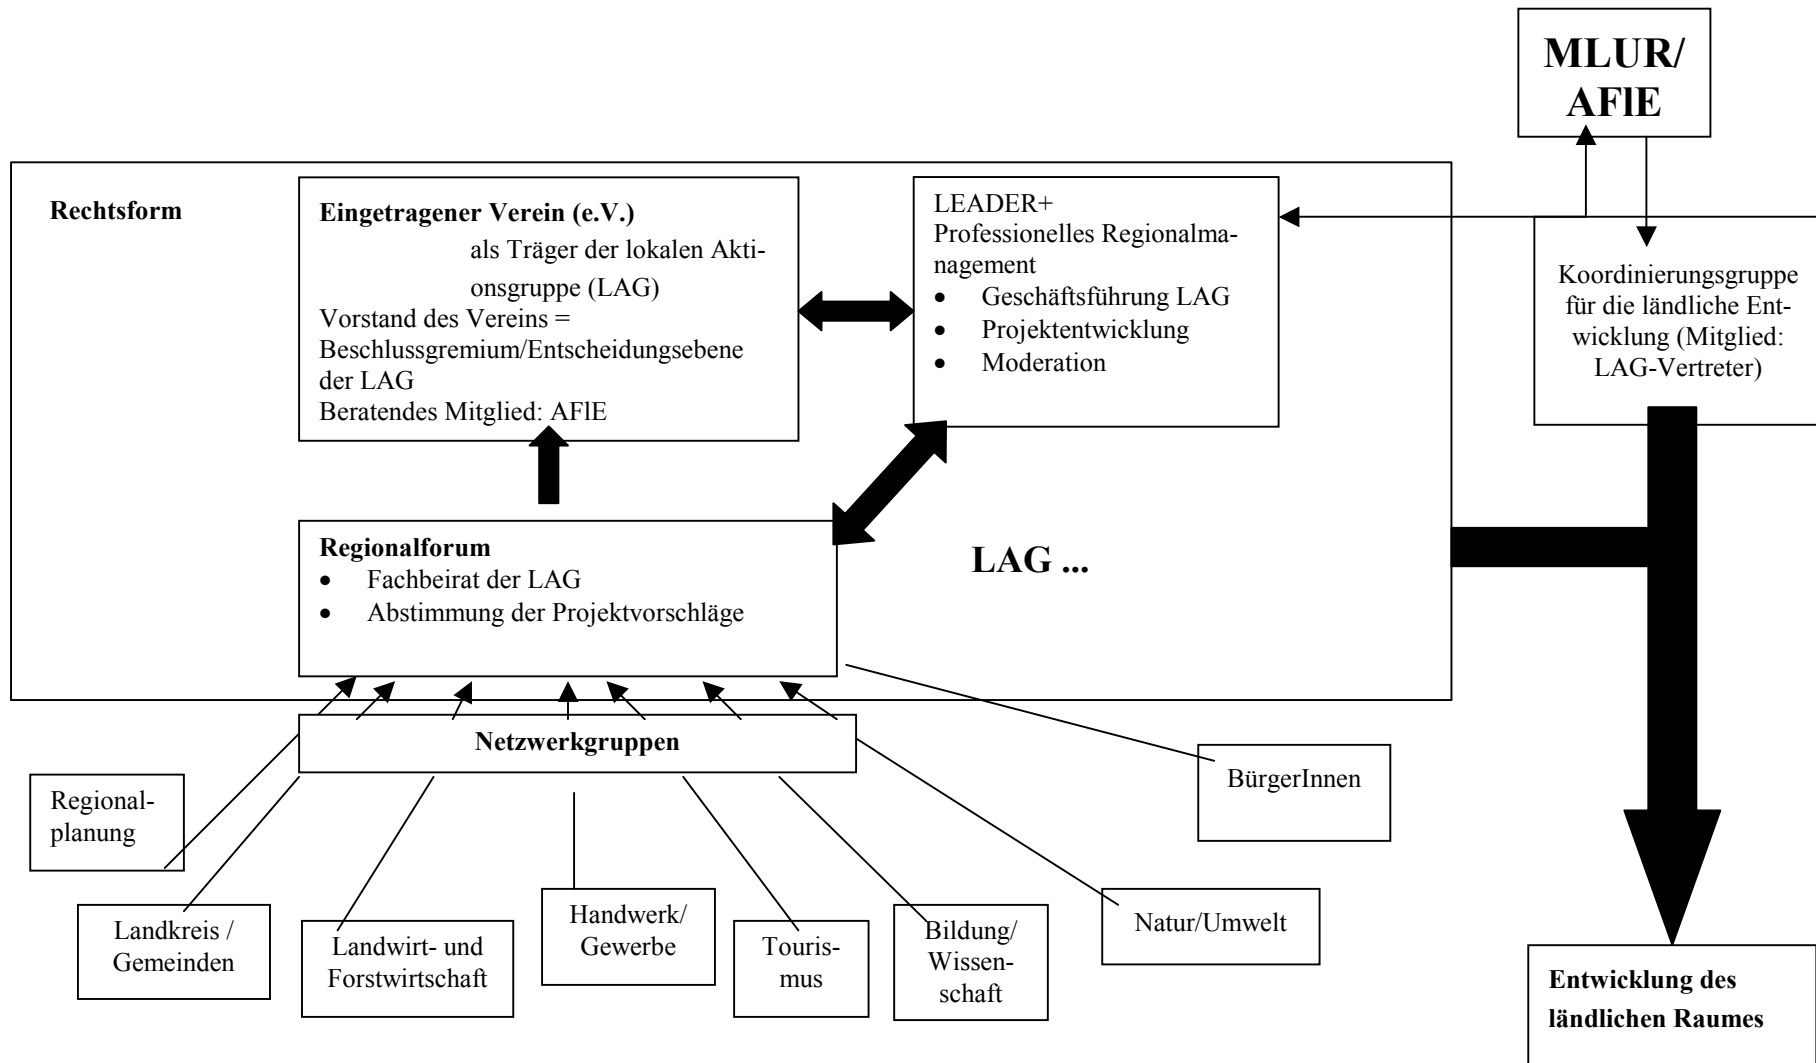 MLUR/
AFlE
Rechtsform
Eingetragener Verein (e.V.)
als Träger der lokalen Akti-
onsgruppe (LAG)
Vorstand des Vereins =
Beschlussgremium/Entscheidungsebene
der LAG
Beratendes Mitglied: AFlE
LEADER+
Professionelles Regionalma-
nagement
• Geschäftsführung LAG
• Projektentwicklung
• Moderation
Koordinierungsgruppe
für die ländliche Ent-
wicklung (Mitglied:
LAG-Vertreter)
Regionalforum
• Fachbeirat der LAG
• Abstimmung der Projektvorschläge
LAG ...
Netzwerkgruppen
BürgerInnen
Regional-
planung
Landkreis /
Gemeinden
Landwirt- und
Forstwirtschaft
Handwerk/
Gewerbe
Touris-
mus
Bildung/
Wissen-
schaft
Natur/Umwelt
Entwicklung des
ländlichen Raumes